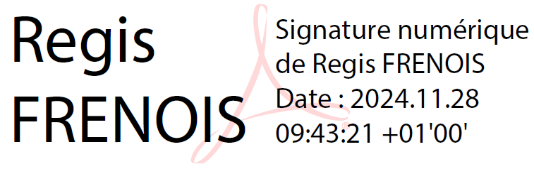 Regis
FRENOIS
Signature numérique
de Regis FRENOIS
Date : 2024.11.28
09:43:21 +01'00'